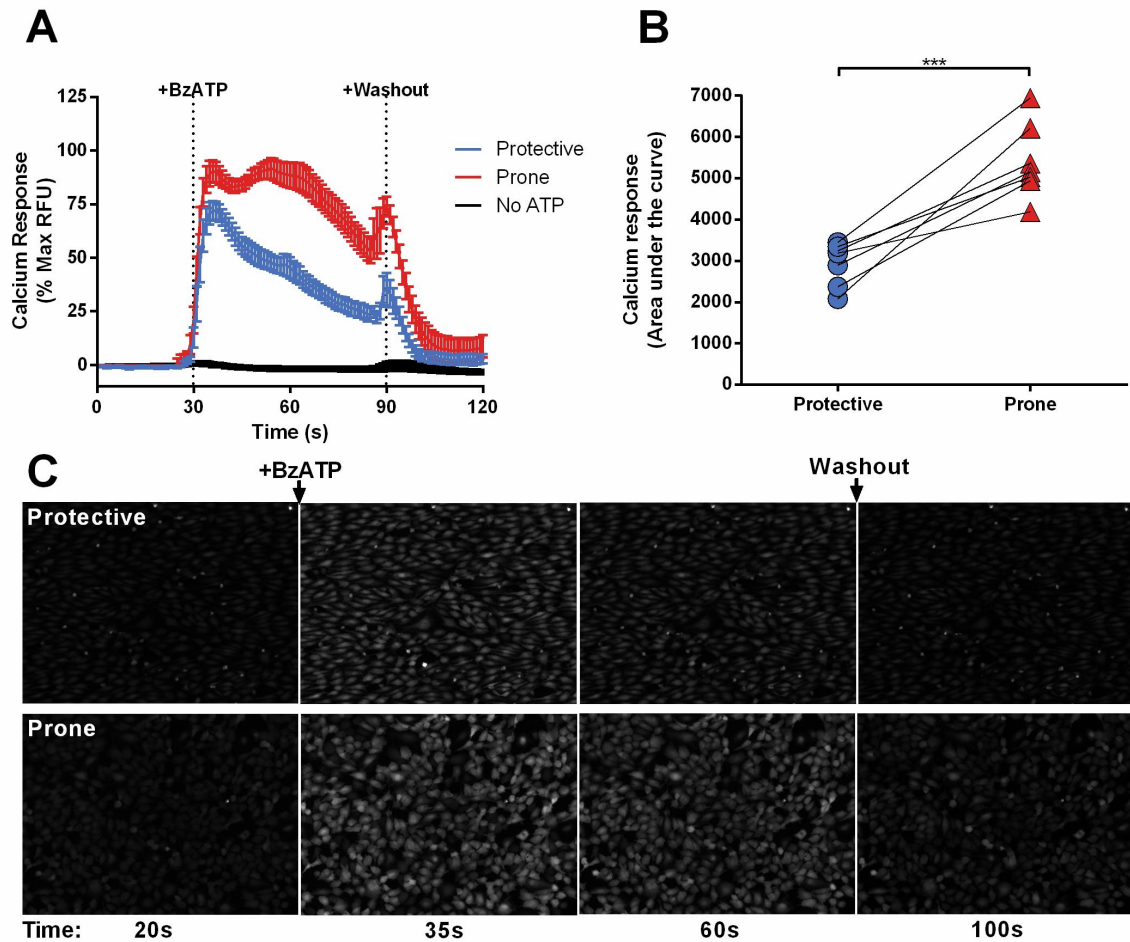 A
+BzATP
+Washout
125
100
75
50
25
0
Calcium Response
(% Max RFU)
0
30
60
90
120
Time (s)
Protective
Prone
No ATP
B
***
7000
6000
5000
4000
3000
2000
1000
0
Calcium response
(Area under the curve)
Protective
Prone
C
+BzATP
Washout
Protective
Prone
Time: 20s 35s 60s 100s